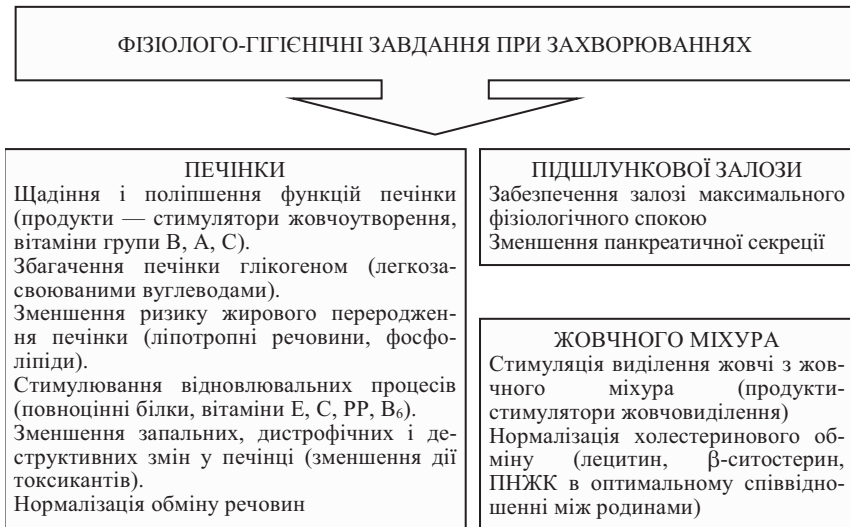 ФІЗІОЛОГО-ГІГІЄНІЧНІ ЗАВДАННЯ ПРИ ЗАХВОРЮВАННЯХ
ПЕЧІНКИ
Щадіння і поліпшення функцій печінки
(продукти — стимулятори жовчоутворення,
вітаміни групи В, А, С).
Збагачення печінки глікогеном (легкоза-
своюваними вуглеводами).
Зменшення ризику жирового перероджен-
ня печінки (ліпотропні речовини, фосфо-
ліпіди).
Стимулювання відновлювальних процесів
(повноцінні білки, вітаміни Е, С, РР, В₆).
Зменшення запальних, дистрофічних і де-
структивних змін у печінці (зменшення дії
токсикантів).
Нормалізація обміну речовин
ПІДШЛУНКОВОЇ ЗАЛОЗИ
Забезпечення залозі максимального
фізіологічного спокою
Зменшення панкреатичної секреції
ЖОВЧНОГО МІХУРА
Стимуляція виділення жовчі з жов-
чного міхура (продукти-
стимулятори жовчовиділення)
Нормалізація холестеринового об-
міну (лецитин, β-ситостерин,
ПНЖК в оптимальному співвідно-
шенні між родинами)